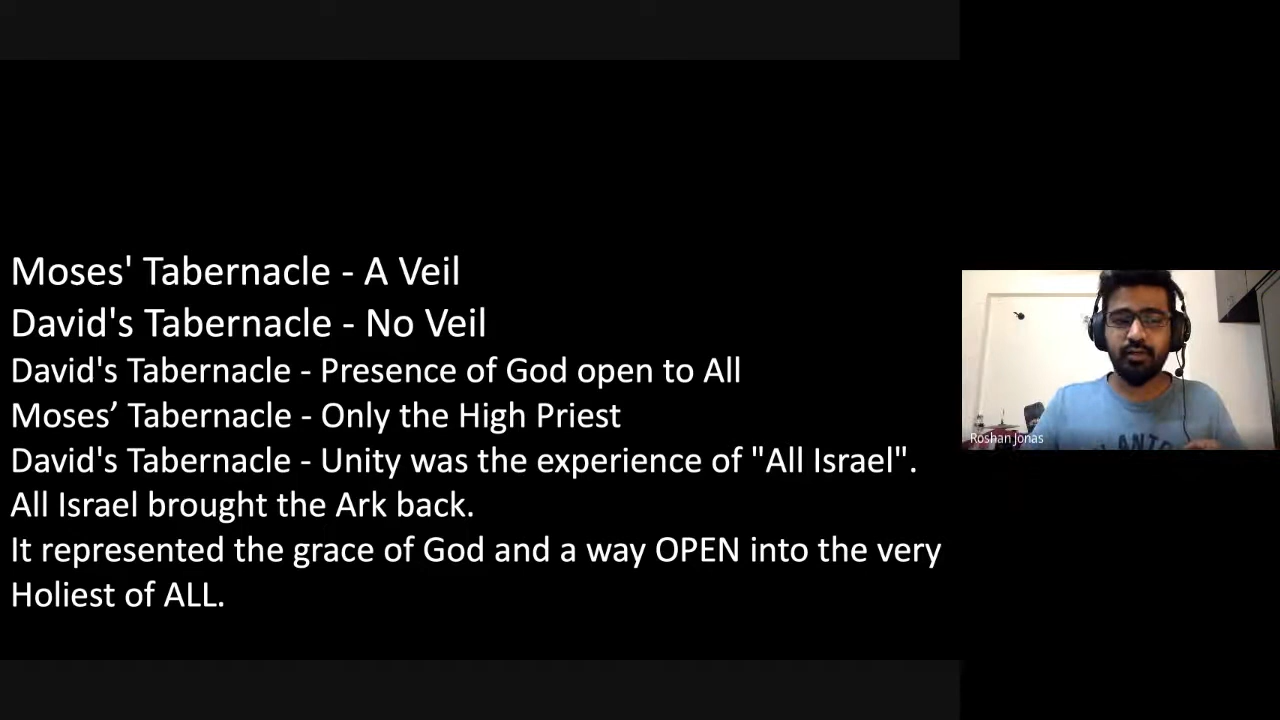 Moses' Tabernacle - A Veil
David's Tabernacle - No Veil
David's Tabernacle - Presence of God open to All
Moses’ Tabernacle - Only the High Priest
David's Tabernacle - Unity was the experience of "All Israel".
All Israel brought the Ark back.
It represented the grace of God and a way OPEN into the very
Holiest of ALL.
Roshan Jonas